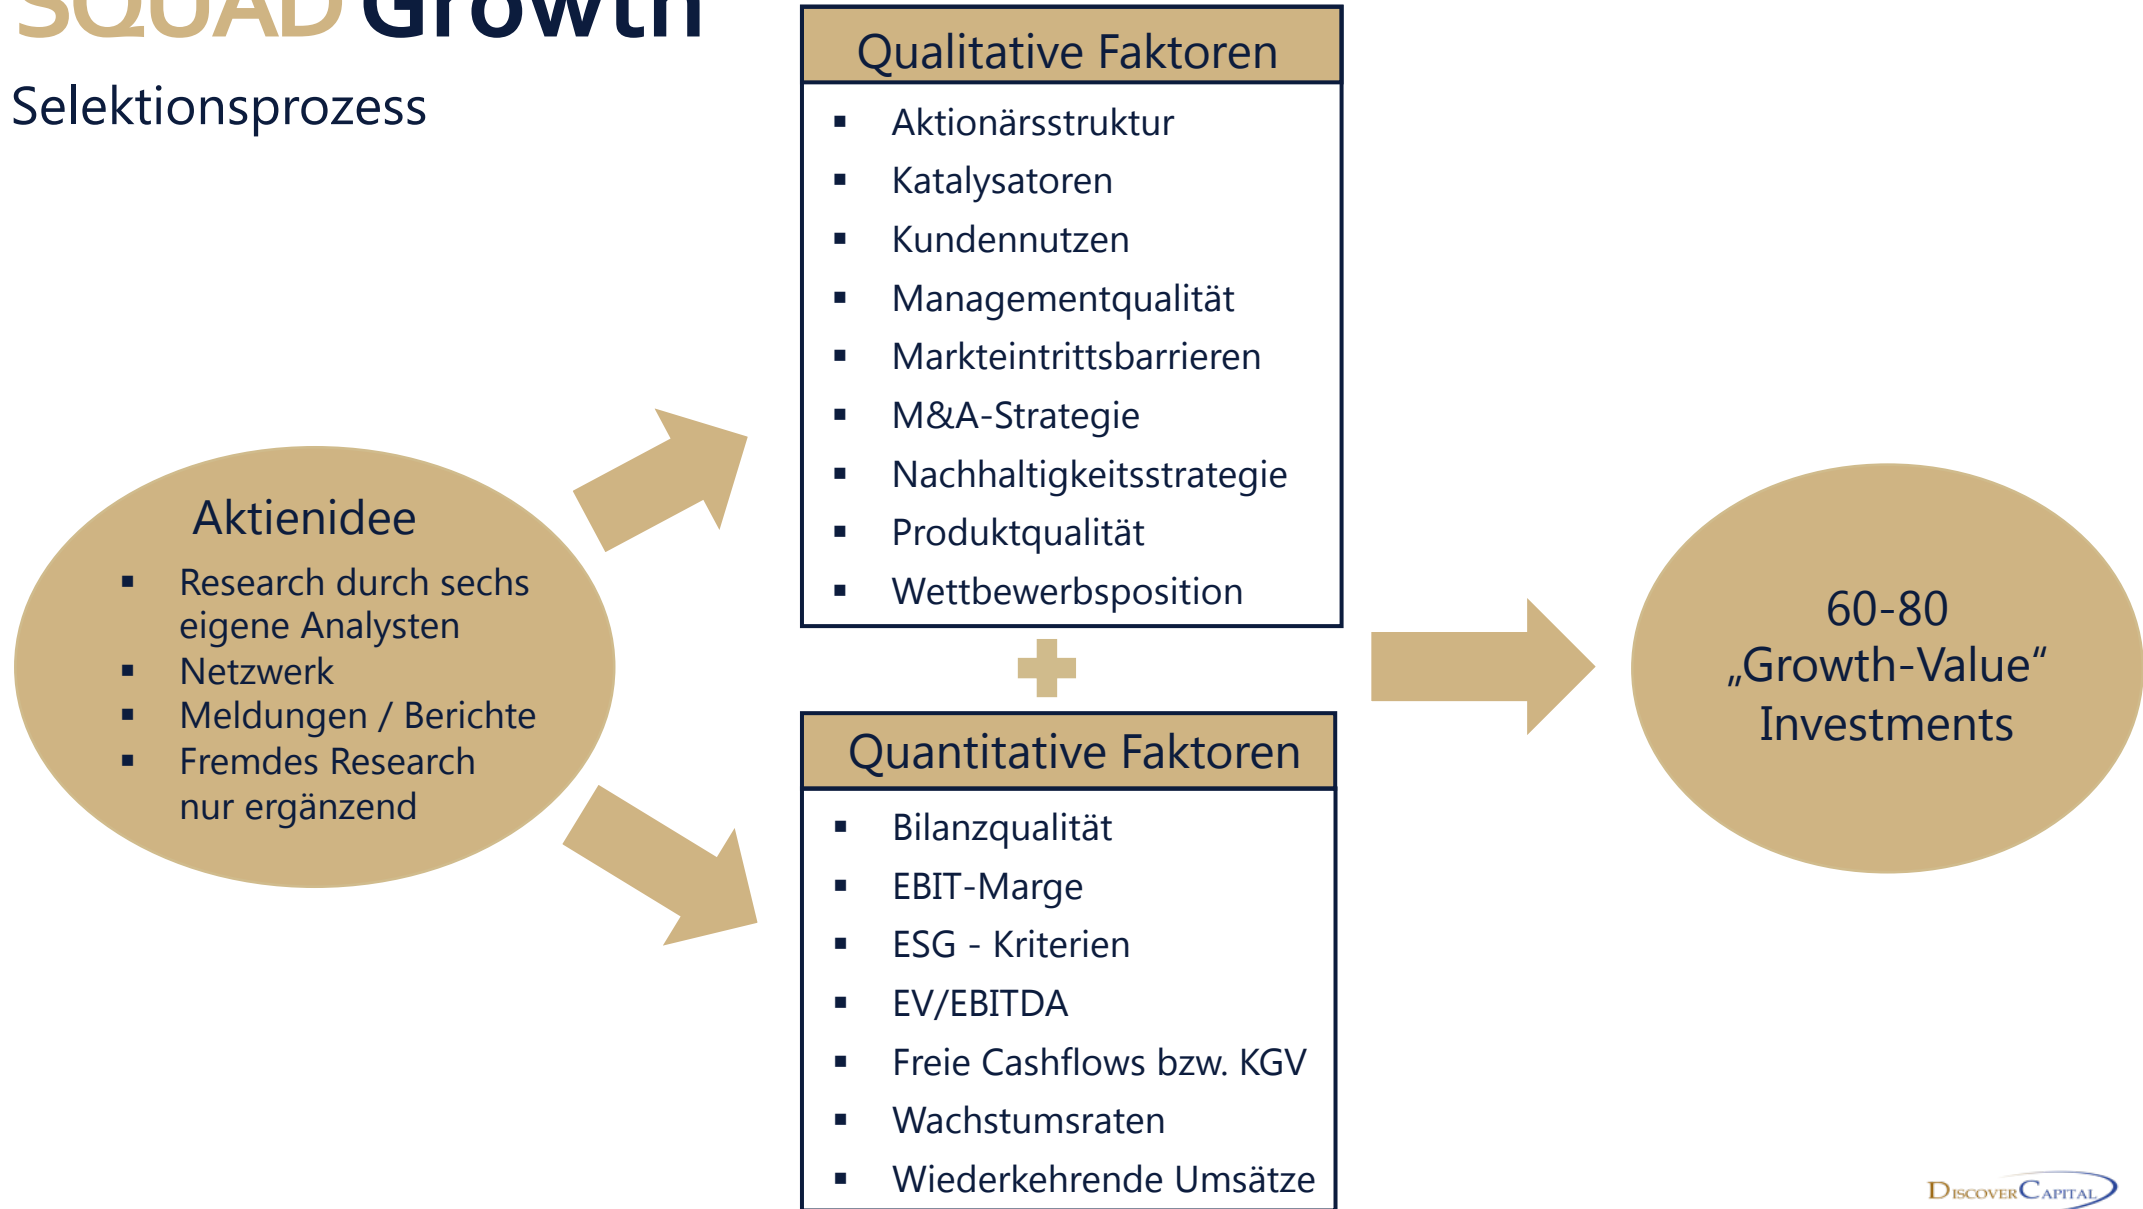 SQUAD Growth
Selektionsprozess
Aktienidee
▪ Research durch sechs
eigene Analysten
▪ Netzwerk
▪ Meldungen / Berichte
▪ Fremdes Research
nur ergänzend
Qualitative Faktoren
▪ Aktionärsstruktur
▪ Katalysatoren
▪ Kundennutzen
▪ Managementqualität
▪ Markteintrittsbarrieren
▪ M&A-Strategie
▪ Nachhaltigkeitsstrategie
▪ Produktqualität
▪ Wettbewerbsposition
Quantitative Faktoren
▪ Bilanzqualität
▪ EBIT-Marge
▪ ESG - Kriterien
▪ EV/EBITDA
▪ Freie Cashflows bzw. KGV
▪ Wachstumsraten
▪ Wiederkehrende Umsätze
60-80
„Growth-Value“
Investments
DISCOVER CAPITAL